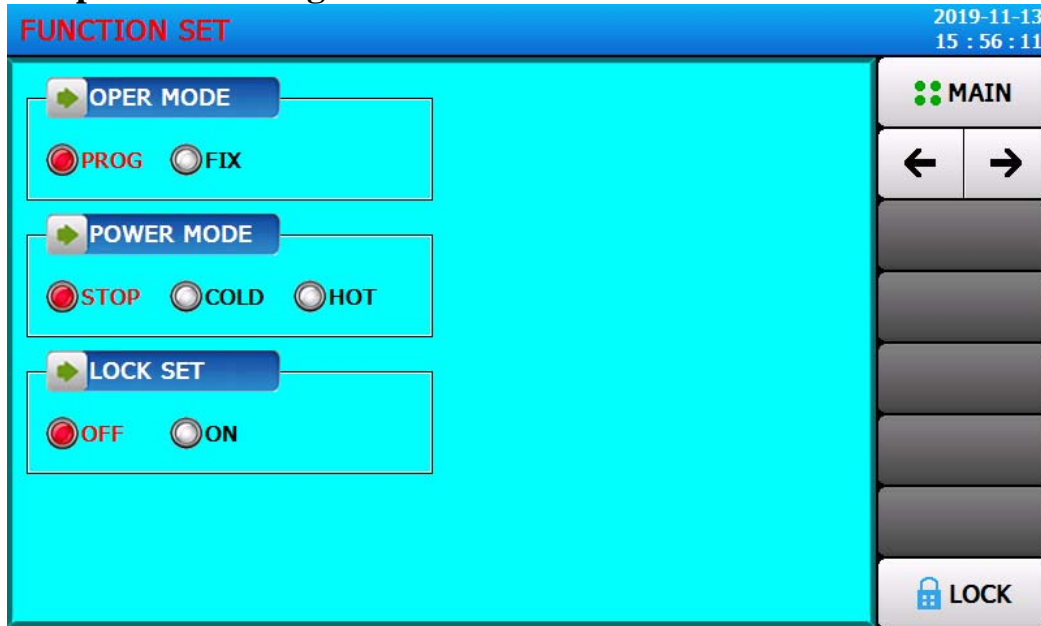 FUNCTION SET
2019-11-13
15 : 56 : 11
OPER MODE
PROG FIX
POWER MODE
STOP COLD HOT
LOCK SET
OFF ON
MAIN
LOCK